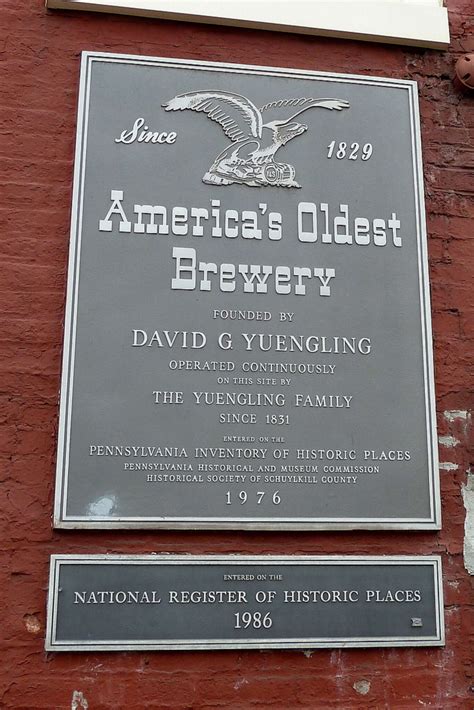 Since 1829
America's Oldest
Brewery
FOUNDED BY
DAVID G YUENGLING
OPERATED CONTINUOUSLY
ON THIS SITE BY
THE YUENGLING FAMILY
SINCE 1831
ENTERED ON THE
PENNSYLVANIA INVENTORY OF HISTORIC PLACES
PENNSYLVANIA HISTORICAL AND MUSEUM COMMISSION
HISTORICAL SOCIETY OF SCHUYLKILL COUNTY
1976
ENTERED ON THE
NATIONAL REGISTER OF HISTORIC PLACES
1986